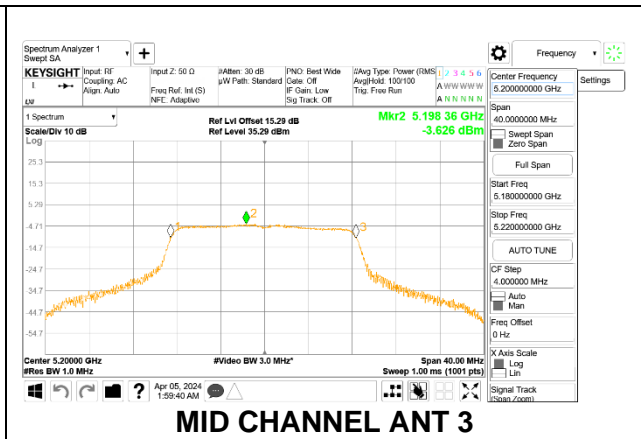 Spectrum Analyzer 1
Swept SA
Frequency
KEYSIGHT
Input: RF
Coupling: AC
Align: Auto
Input Z: 50 Ω
Freq Ref: Int (S)
NFE: Adaptive
#Atten: 30 dB
µW Path: Standard
PNO: Best Wide
Gate: Off
IF Gain: Low
Sig Track: Off
#Avg Type: Power (RMS
Avg|Hold: 100/100
Trig: Free Run
1 2 3 4 5 6
A W W W W W
A N N N N N
Center Frequency
5.200000000 GHz
Settings
Span
40.0000000 MHz
Swept Span
Zero Span
Full Span
Start Freq
5.180000000 GHz
Stop Freq
5.220000000 GHz
AUTO TUNE
CF Step
4.000000 MHz
Auto
Man
Freq Offset
0 Hz
X Axis Scale
Log
Lin
Signal Track
(Span Zoom)
1 Spectrum
Scale/Div 10 dB
Log
Ref Lvl Offset 15.29 dB
Ref Level 35.29 dBm
Mkr2 5.198 36 GHz
-3.626 dBm
25.3
15.3
5.29
-4.71
-14.7
-24.7
-34.7
-44.7
-54.7
1
2
3
Center 5.20000 GHz
#Res BW 1.0 MHz
#Video BW 3.0 MHz*
Span 40.00 MHz
Sweep 1.00 ms (1001 pts)
Apr 05, 2024
1:59:40 AM
MID CHANNEL ANT 3